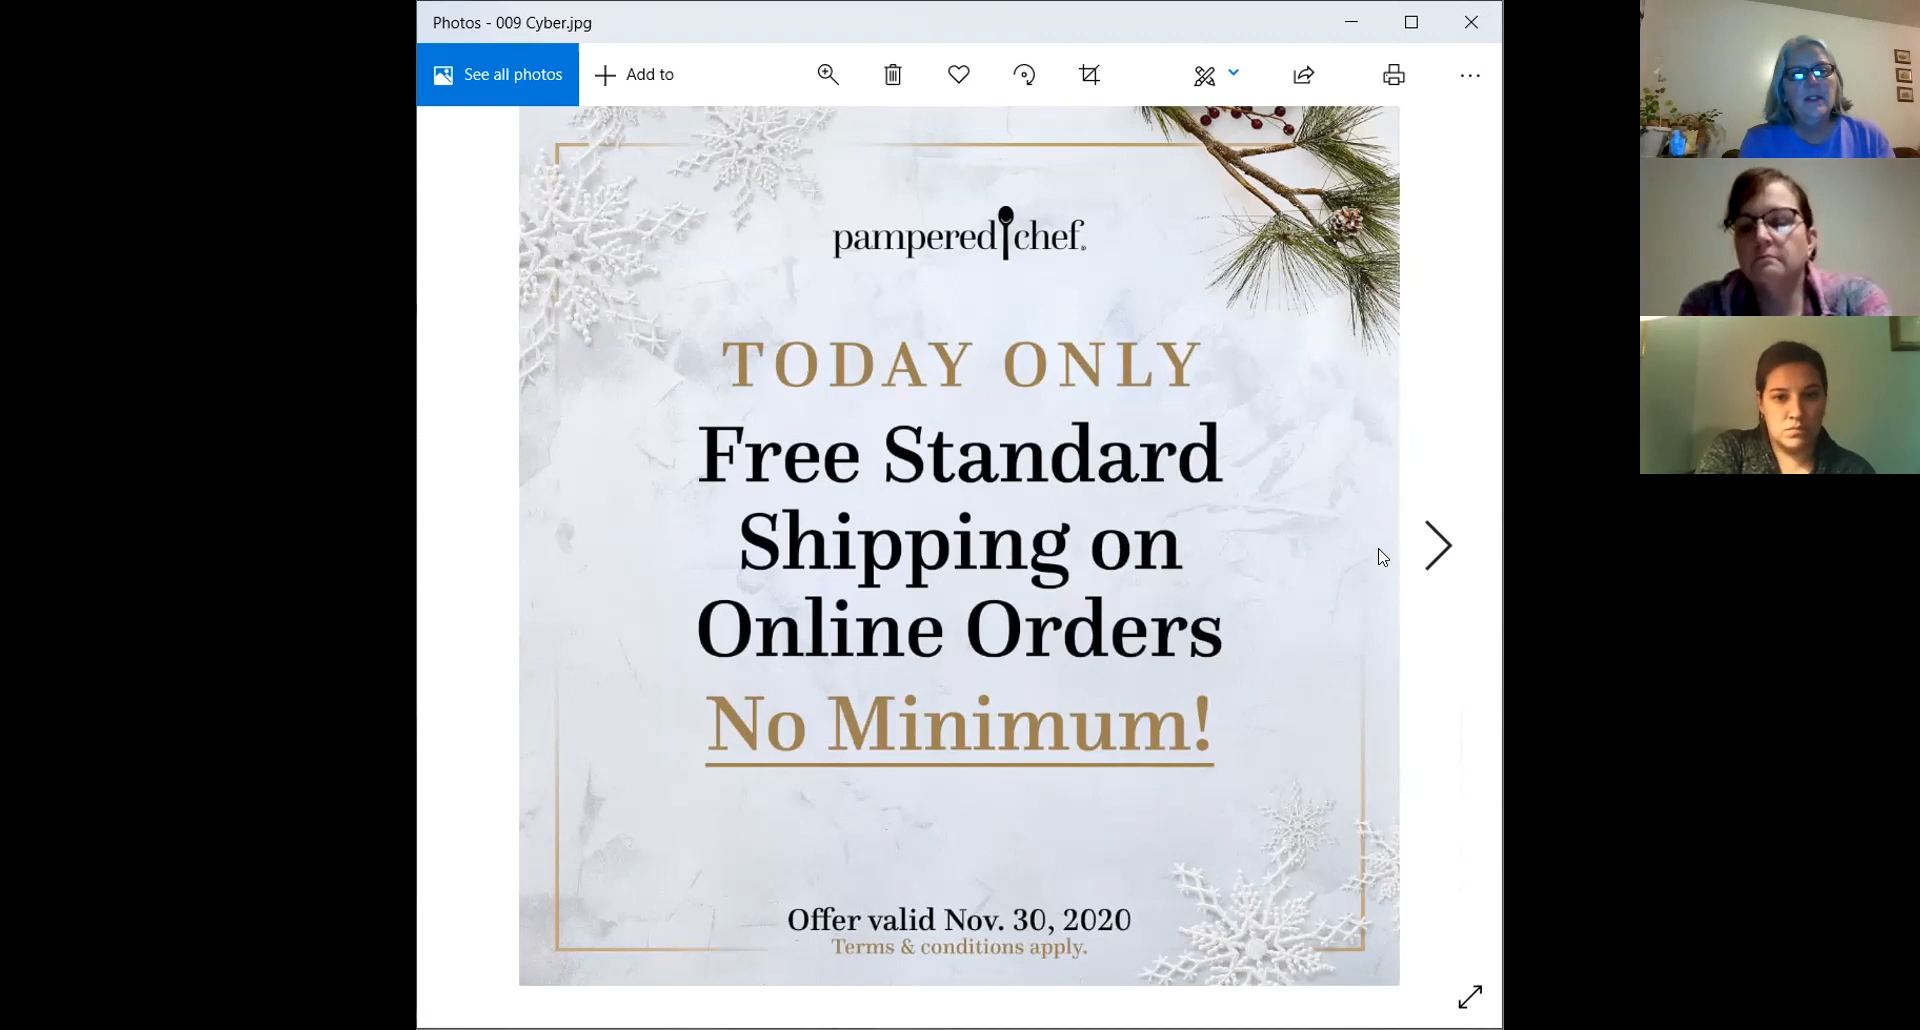 Photos - 009 Cyber.jpg
See all photos
Add to
pampered chef®
TODAY ONLY
Free Standard
Shipping on
Online Orders
No Minimum!
Offer valid Nov. 30, 2020
Terms & conditions apply.